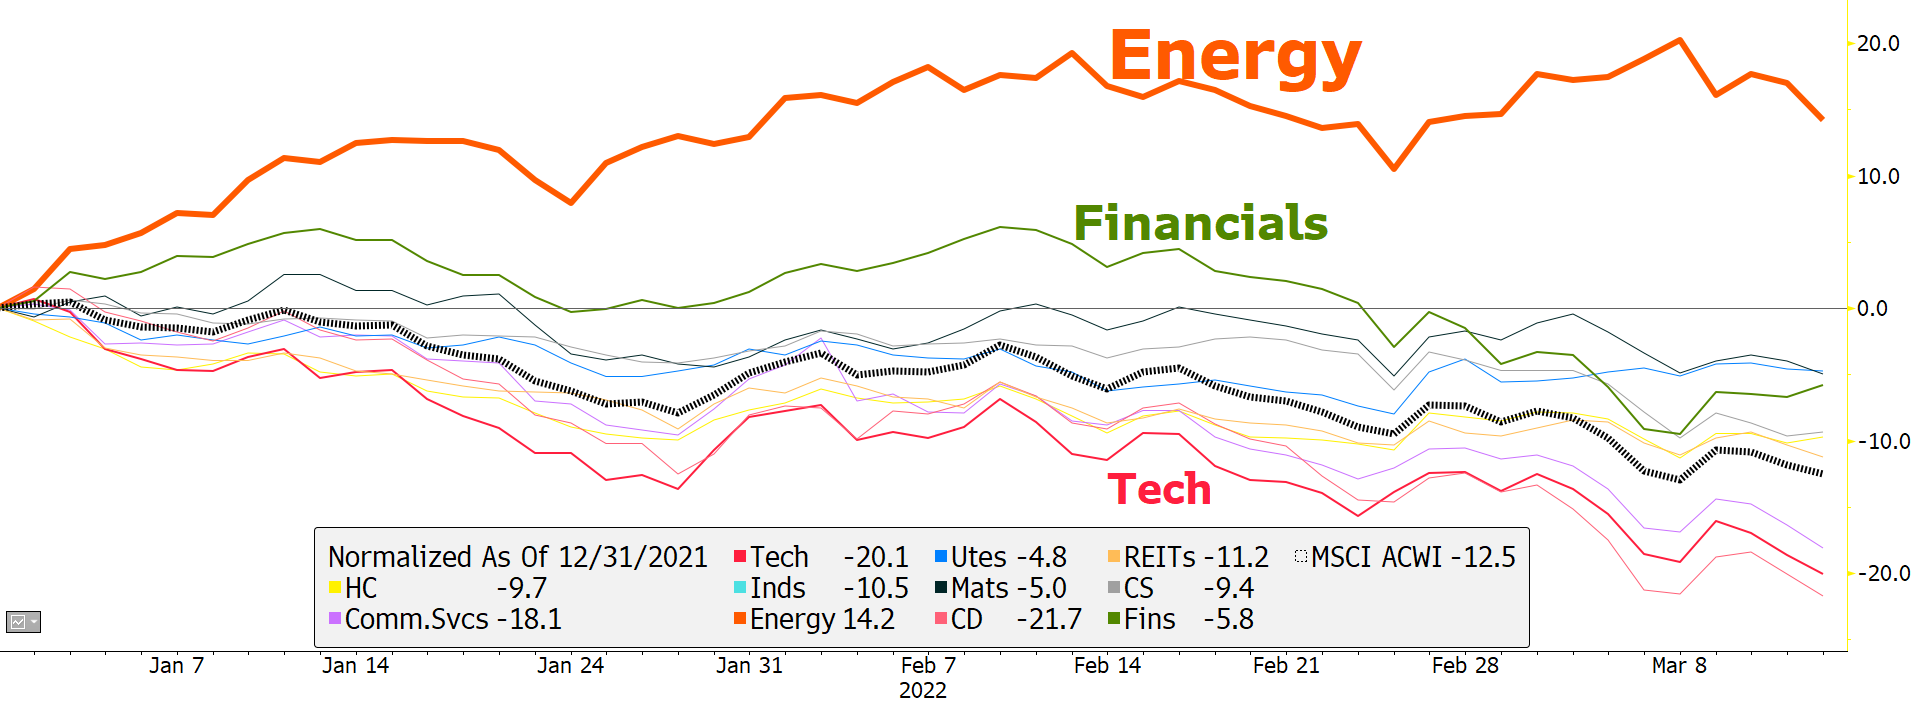 Energy
20.0
10.0
Financials
0.0
-10.0
Tech
-20.0
Normalized As Of 12/31/2021 Tech -20.1 Utes -4.8 REITs -11.2 MSCI ACWI -12.5
HC -9.7 Inds -10.5 Mats -5.0 CS -9.4
Comm.Svcs -18.1 Energy 14.2 CD -21.7 Fins -5.8
Jan 7 Jan 14 Jan 24 Jan 31 Feb 7 Feb 14 Feb 21 Feb 28 Mar 8
2022